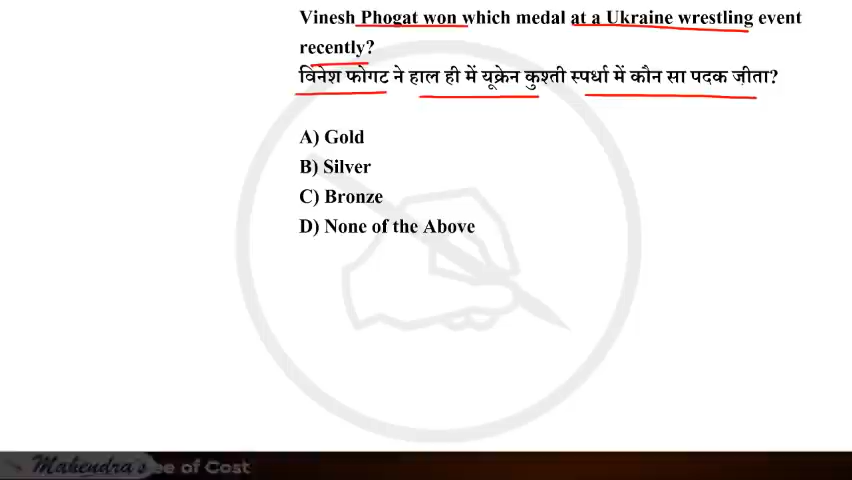 Vinesh Phogat won which medal at a Ukraine wrestling event
recently?
विनेश फोगट ने हाल ही में यूक्रेन कुश्ती स्पर्धा में कौन सा पदक जीता?
A) Gold
B) Silver
C) Bronze
D) None of the Above
Mahendra's ee of Cost